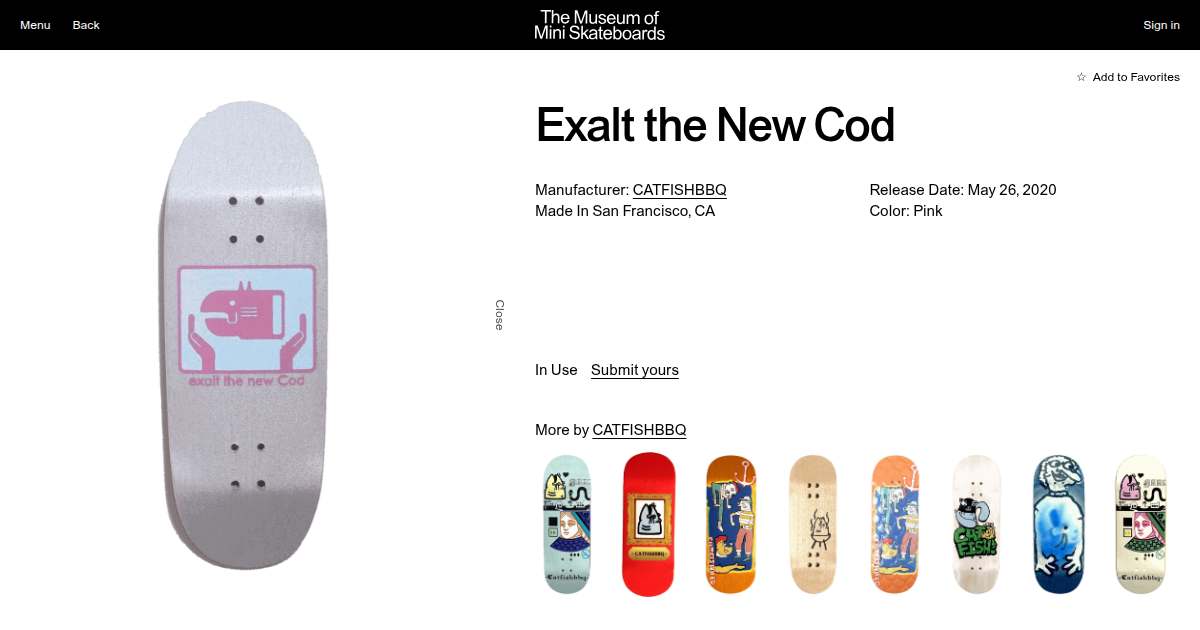 Menu
Back
The Museum of
Mini Skateboards
Sign in
☆ Add to Favorites
Exalt the New Cod
Manufacturer: CATFISHBBQ
Made In San Francisco, CA
Release Date: May 26, 2020
Color: Pink
exalt the new Cod
Close
In Use Submit yours
More by CATFISHBBQ
Catfishbbq
CATFISHBBQ
CAT
FISH!
Catfishbbq